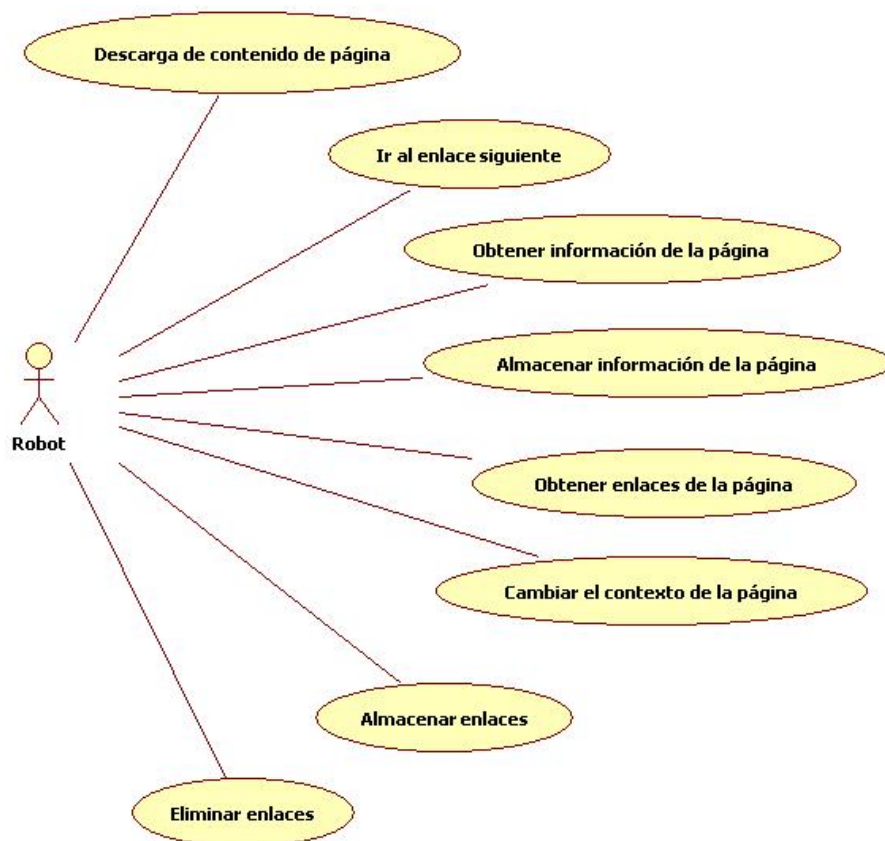 Descarga de contenido de página
Ir al enlace siguiente
Obtener información de la página
Almacenar información de la página
Robot
Obtener enlaces de la página
Cambiar el contexto de la página
Almacenar enlaces
Eliminar enlaces